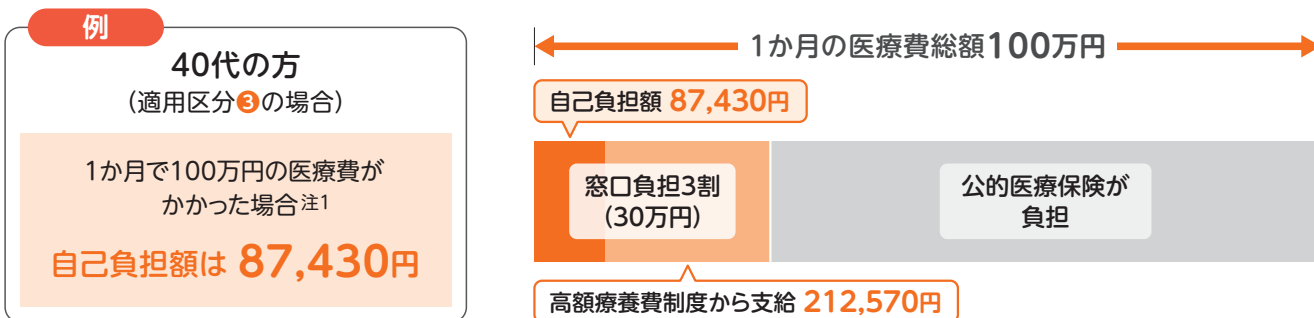 例
40代の方
(適用区分❸の場合)
1か月で100万円の医療費が
かかった場合注1
自己負担額は 87,430円
1か月の医療費総額100万円
自己負担額 87,430円
窓口負担3割
(30万円)
公的医療保険が
負担
高額療養費制度から支給 212,570円